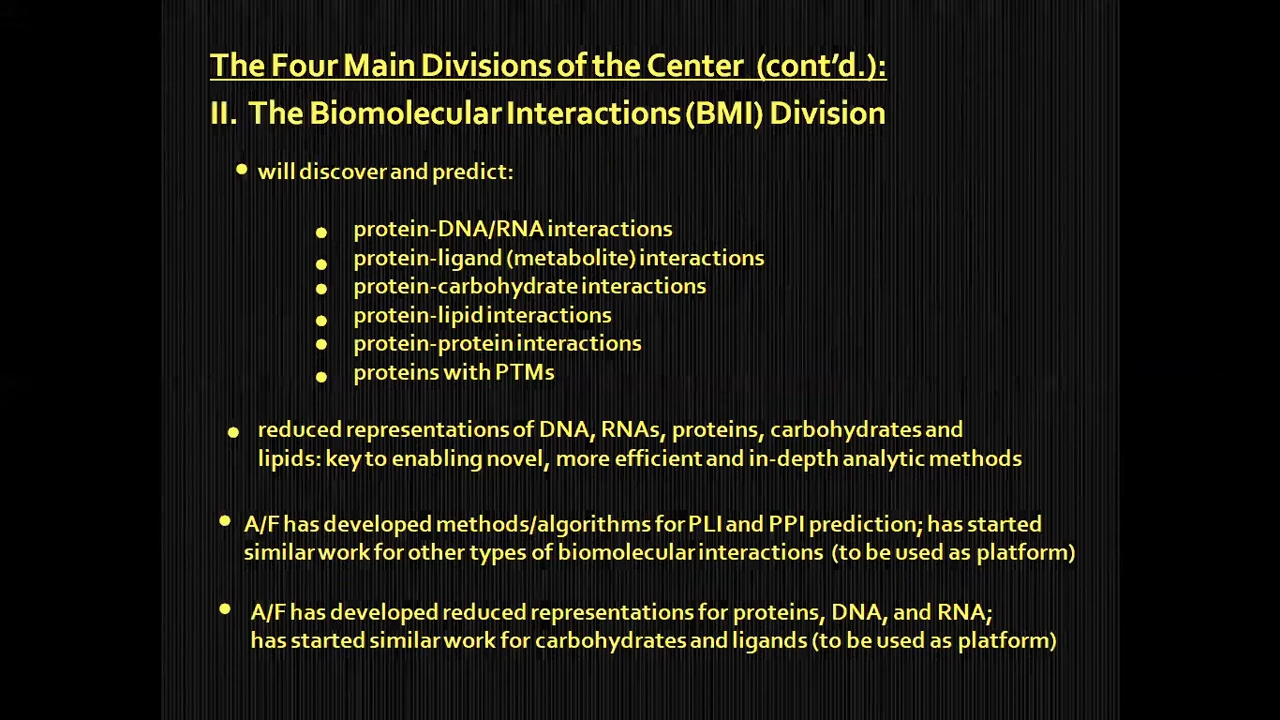 The Four Main Divisions of the Center (cont'd.):
II. The Biomolecular Interactions (BMI) Division
• will discover and predict:
• protein-DNA/RNA interactions
• protein-ligand (metabolite) interactions
• protein-carbohydrate interactions
• protein-lipid interactions
• protein-protein interactions
• proteins with PTMs
• reduced representations of DNA, RNAs, proteins, carbohydrates and
lipids: key to enabling novel, more efficient and in-depth analytic methods
• A/F has developed methods/algorithms for PLI and PPI prediction; has started
similar work for other types of biomolecular interactions (to be used as platform)
• A/F has developed reduced representations for proteins, DNA, and RNA;
has started similar work for carbohydrates and ligands (to be used as platform)